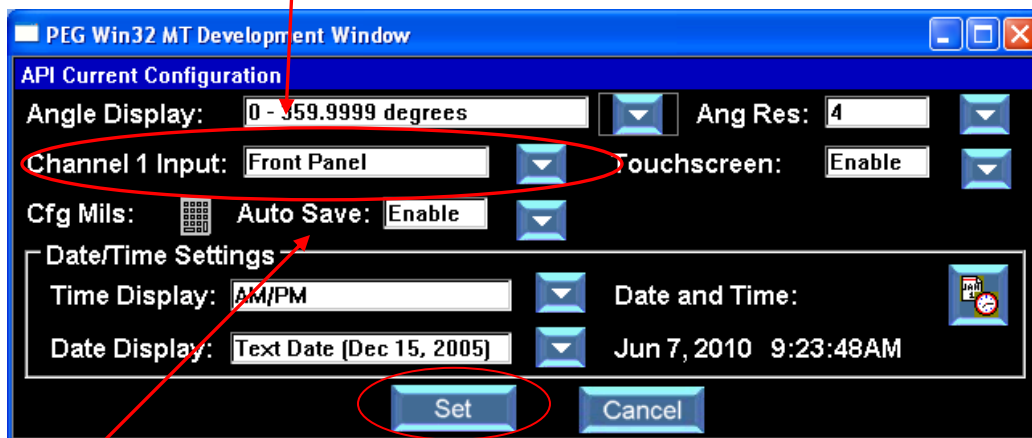 PEG Win32 MT Development Window
API Current Configuration
Angle Display: 0 - 359.9999 degrees Ang Res: 4
Channel 1 Input: Front Panel Touchscreen: Enable
Cfg Mils: Auto Save: Enable
Date/Time Settings
Time Display: AM/PM Date and Time:
JAN 1
Date Display: Text Date (Dec 15, 2005) Jun 7, 2010 9:23:48AM
Set Cancel